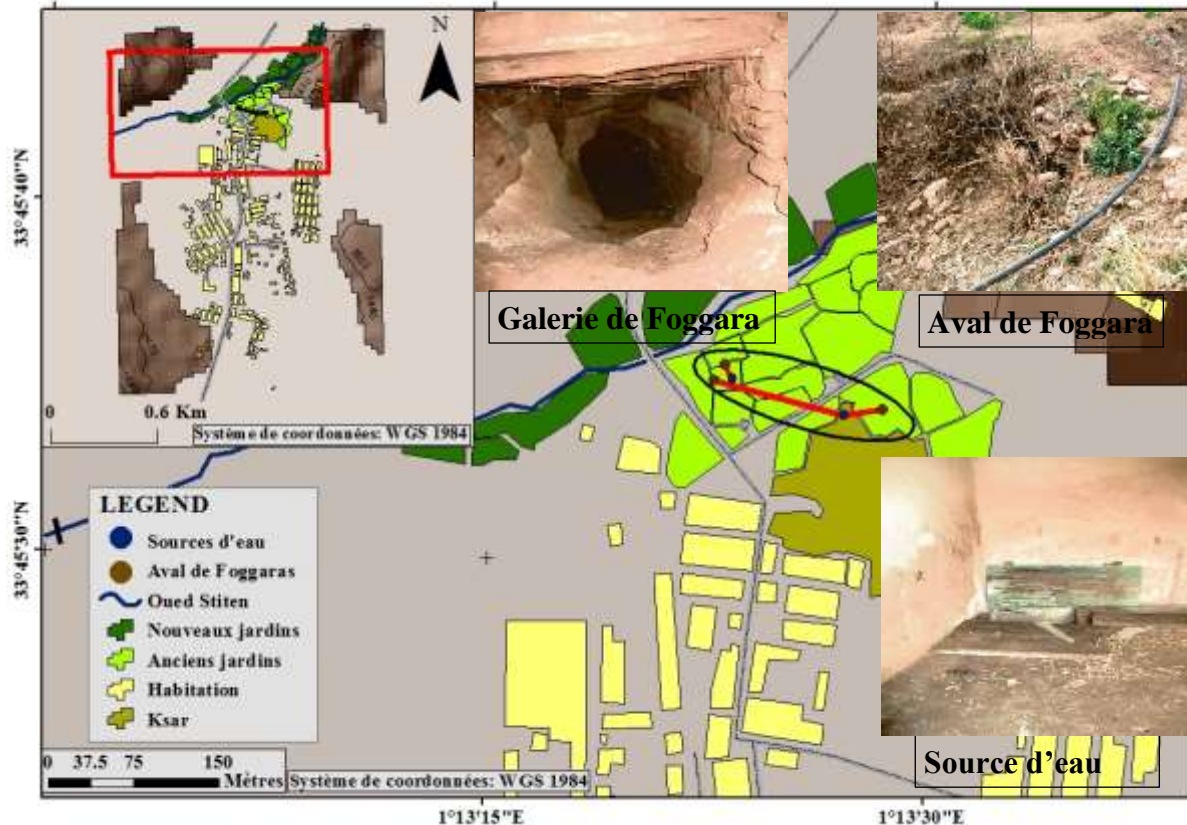 N
33°45'40"N
33°45'30"N
0 0.6 Km
Système de coordonnées: WGS 1984
Galerie de Foggara
Aval de Foggara
LEGEND
Sources d'eau
Aval de Foggaras
Oued Stiten
Nouveaux jardins
Anciens jardins
Habitation
Ksar
0 37.5 75 150
Mètres Système de coordonnées: WGS 1984
Source d'eau
1°13'15"E
1°13'30"E